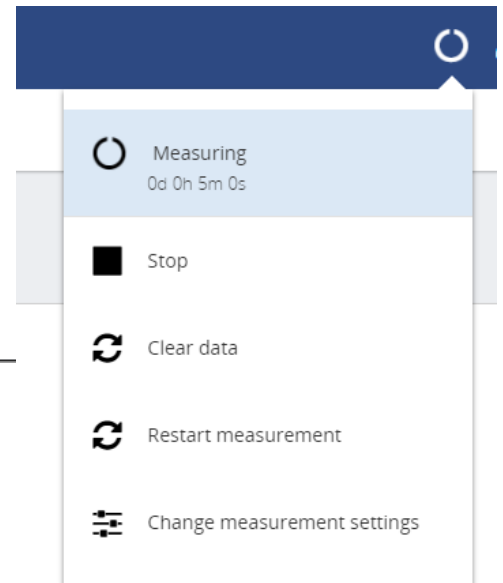 Measuring
0d 0h 5m 0s
Stop
Clear data
Restart measurement
Change measurement settings